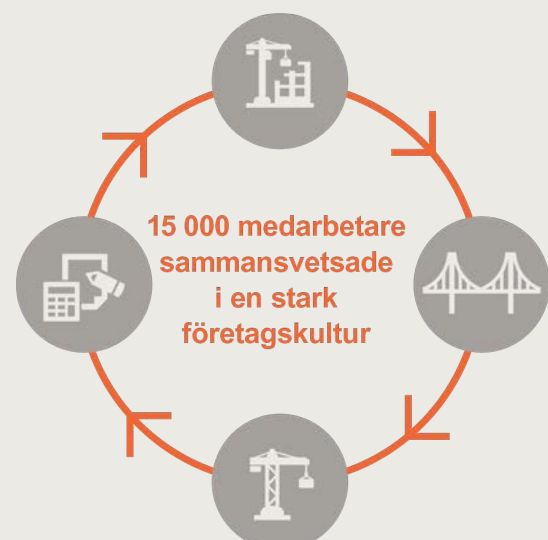 15 000 medarbetare
sammansvetsade
i en stark
företagskultur